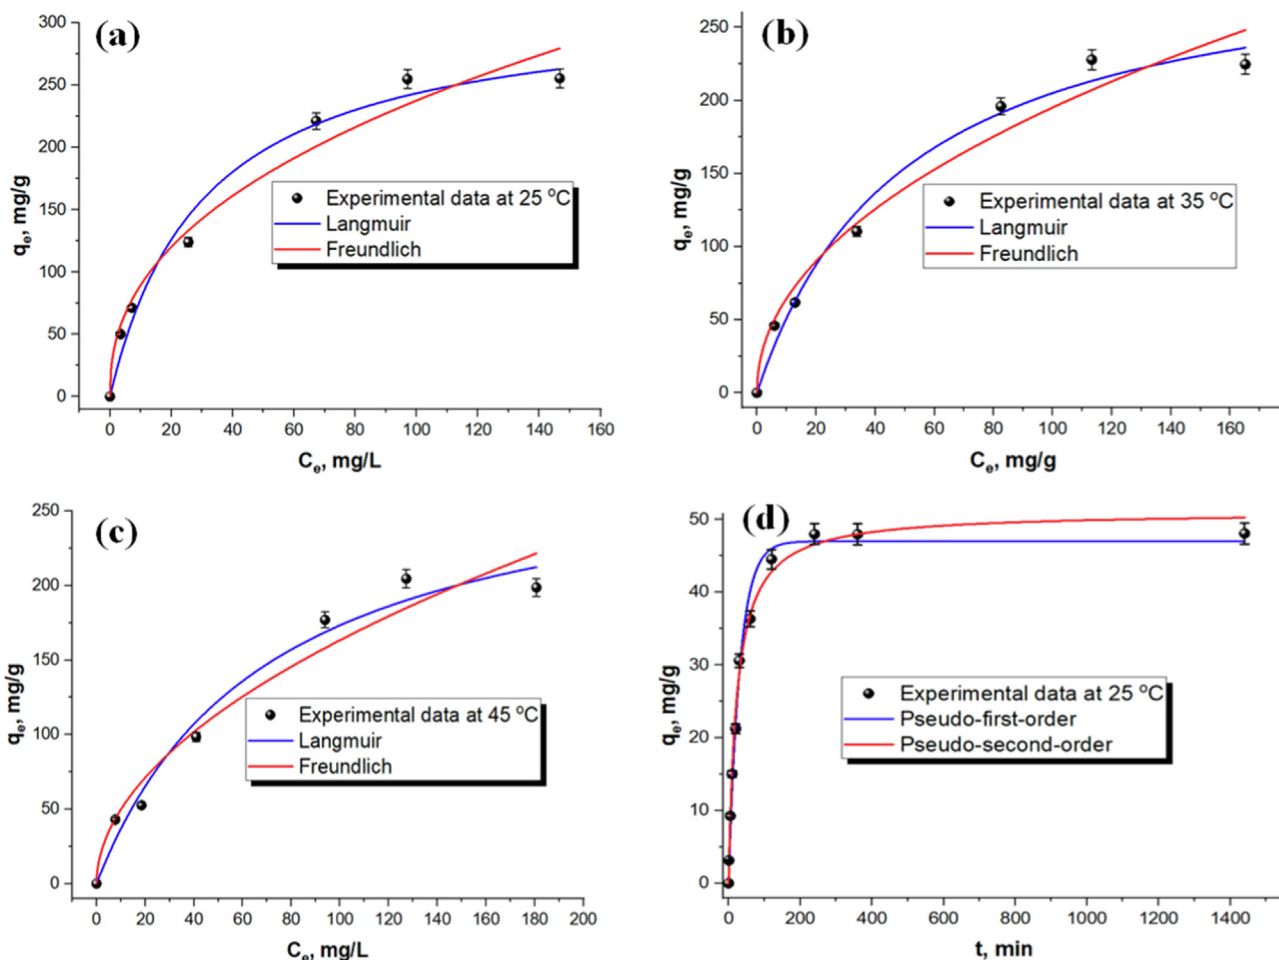 (a)
300
250
200
150
100
50
0
qe, mg/g
Experimental data at 25 °C
Langmuir
Freundlich
0 20 40 60 80 100 120 140 160
Ce, mg/L
(b)
250
200
150
100
50
0
qe, mg/g
Experimental data at 35 °C
Langmuir
Freundlich
0 20 40 60 80 100 120 140 160
Ce, mg/g
(c)
250
200
150
100
50
0
qe, mg/g
Experimental data at 45 °C
Langmuir
Freundlich
0 20 40 60 80 100 120 140 160 180 200
Ce, mg/L
(d)
50
40
30
20
10
0
qe, mg/g
Experimental data at 25 °C
Pseudo-first-order
Pseudo-second-order
0 200 400 600 800 1000 1200 1400
t, min